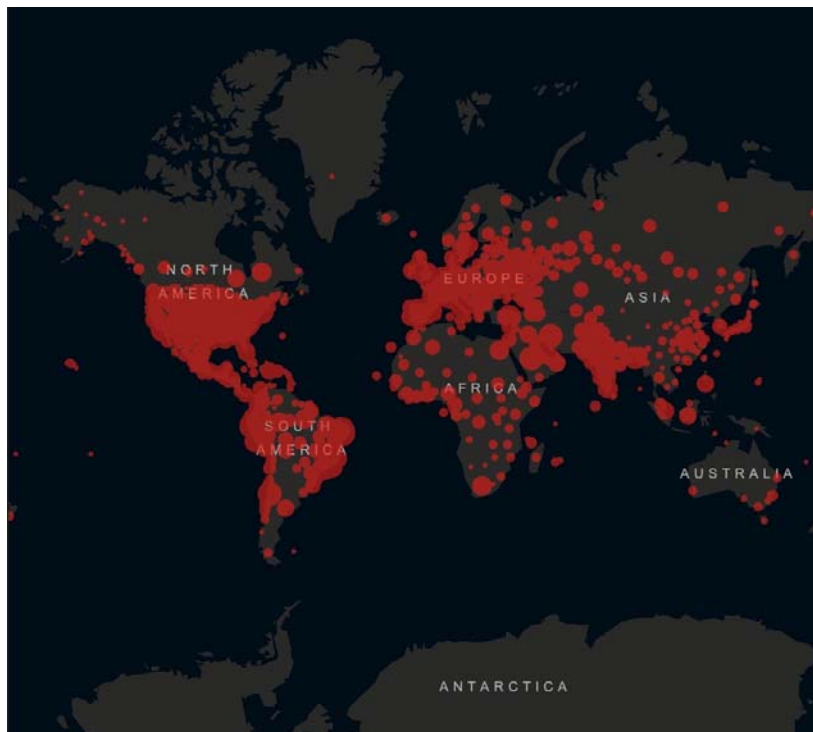 NORTH
AMERICA
EUROPE
ASIA
AFRICA
SOUTH
AMERICA
AUSTRALIA
ANTARCTICA